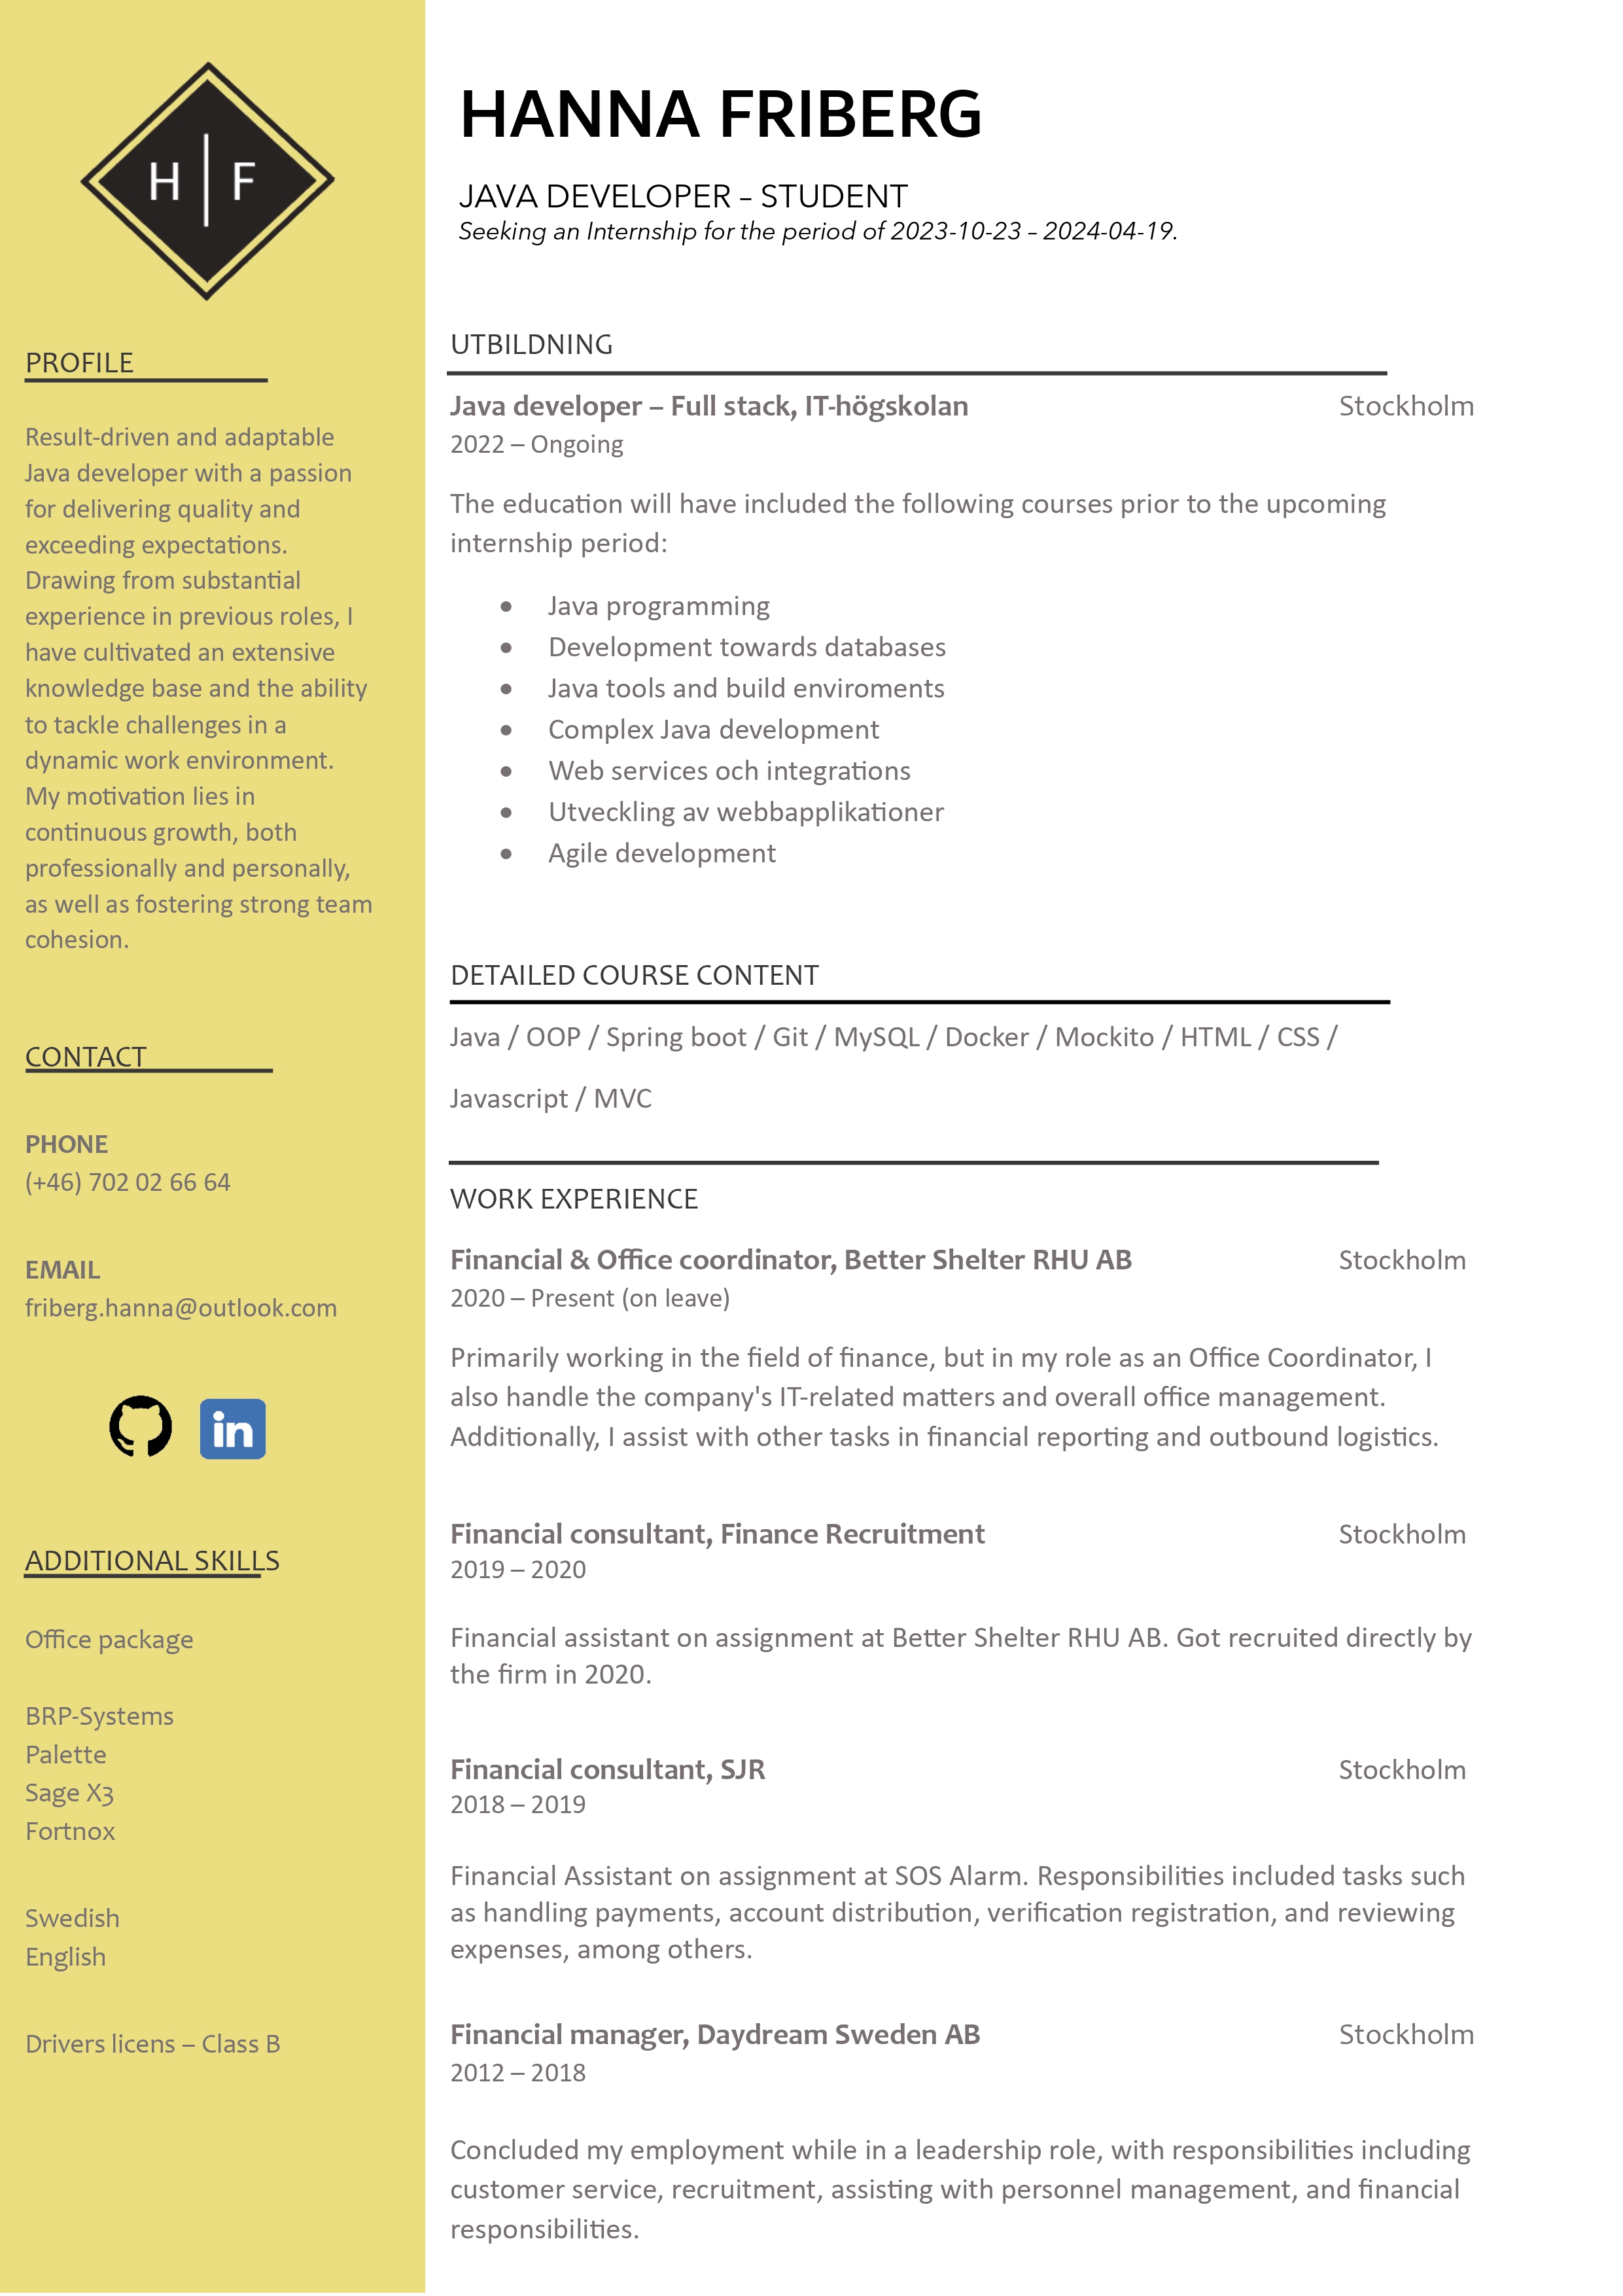 H | F
PROFILE
Result-driven and adaptable
Java developer with a passion
for delivering quality and
exceeding expectations.
Drawing from substantial
experience in previous roles, I
have cultivated an extensive
knowledge base and the ability
to tackle challenges in a
dynamic work environment.
My motivation lies in
continuous growth, both
professionally and personally,
as well as fostering strong team
cohesion.
CONTACT
PHONE
(+46) 702 02 66 64
EMAIL
friberg.hanna@outlook.com
in
ADDITIONAL SKILLS
Office package
BRP-Systems
Palette
Sage X3
Fortnox
Swedish
English
Drivers licens – Class B
HANNA FRIBERG
JAVA DEVELOPER – STUDENT
Seeking an Internship for the period of 2023-10-23 – 2024-04-19.
UTBILDNING
Java developer – Full stack, IT-högskolan Stockholm
2022 – Ongoing
The education will have included the following courses prior to the upcoming
internship period:
• Java programming
• Development towards databases
• Java tools and build enviroments
• Complex Java development
• Web services och integrations
• Utveckling av webbapplikationer
• Agile development
DETAILED COURSE CONTENT
Java / OOP / Spring boot / Git / MySQL / Docker / Mockito / HTML / CSS /
Javascript / MVC
WORK EXPERIENCE
Financial & Office coordinator, Better Shelter RHU AB Stockholm
2020 – Present (on leave)
Primarily working in the field of finance, but in my role as an Office Coordinator, I
also handle the company's IT-related matters and overall office management.
Additionally, I assist with other tasks in financial reporting and outbound logistics.
Financial consultant, Finance Recruitment Stockholm
2019 – 2020
Financial assistant on assignment at Better Shelter RHU AB. Got recruited directly by
the firm in 2020.
Financial consultant, SJR Stockholm
2018 – 2019
Financial Assistant on assignment at SOS Alarm. Responsibilities included tasks such
as handling payments, account distribution, verification registration, and reviewing
expenses, among others.
Financial manager, Daydream Sweden AB Stockholm
2012 – 2018
Concluded my employment while in a leadership role, with responsibilities including
customer service, recruitment, assisting with personnel management, and financial
responsibilities.